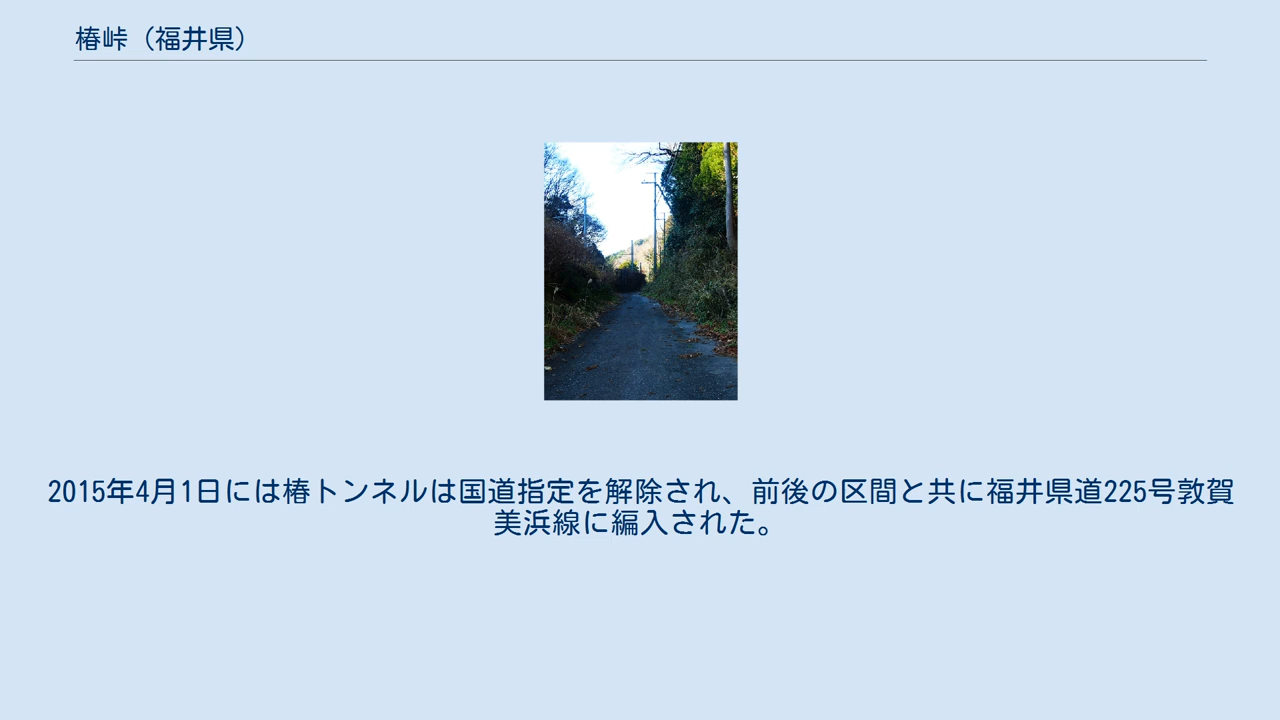 椿峠（福井県）
2015年4月1日には椿トンネルは国道指定を解除され、前後の区間と共に福井県道225号敦賀
美浜線に編入された。